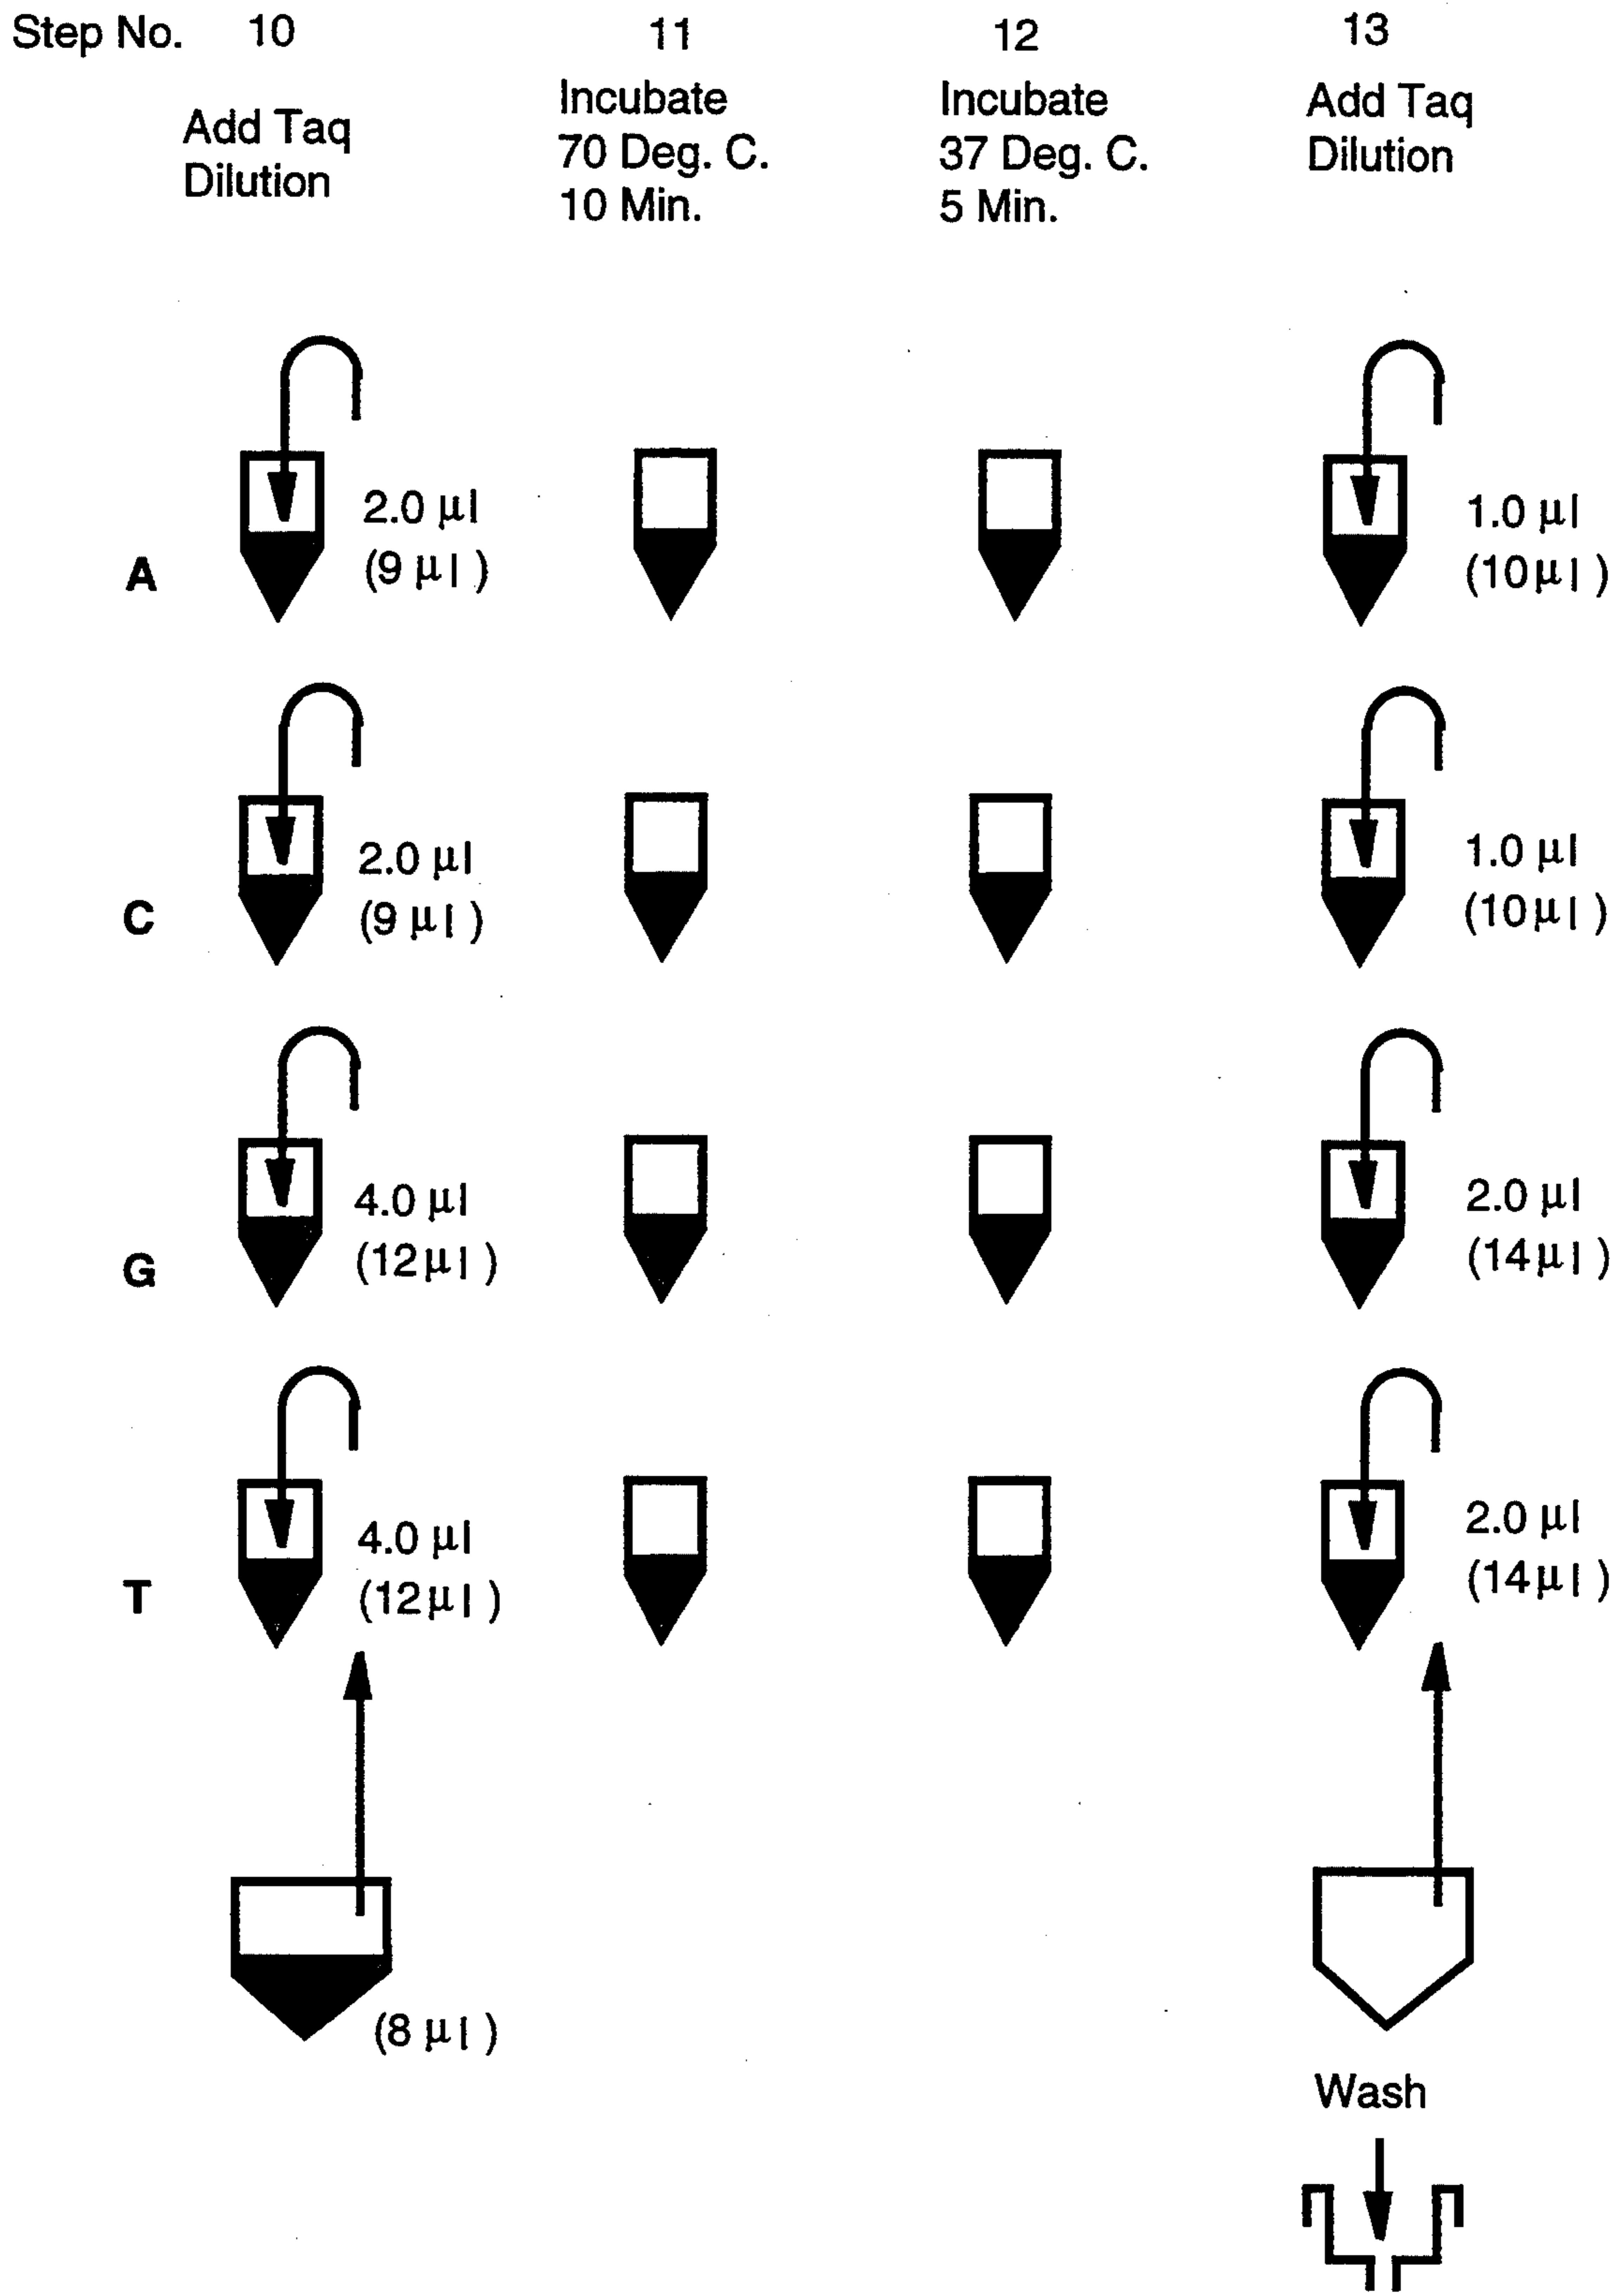 Step No. 10 11 12 13
Add Taq
Dilution
Incubate
70 Deg. C.
10 Min.
Incubate
37 Deg. C.
5 Min.
Add Taq
Dilution
A
2.0 µl
(9 µl )
1.0 µl
(10µl )
C
2.0 µl
(9 µl )
1.0 µl
(10µl )
G
4.0 µl
(12µl )
2.0 µl
(14µl )
T
4.0 µl
(12µl )
2.0 µl
(14µl )
(8 µl )
Wash